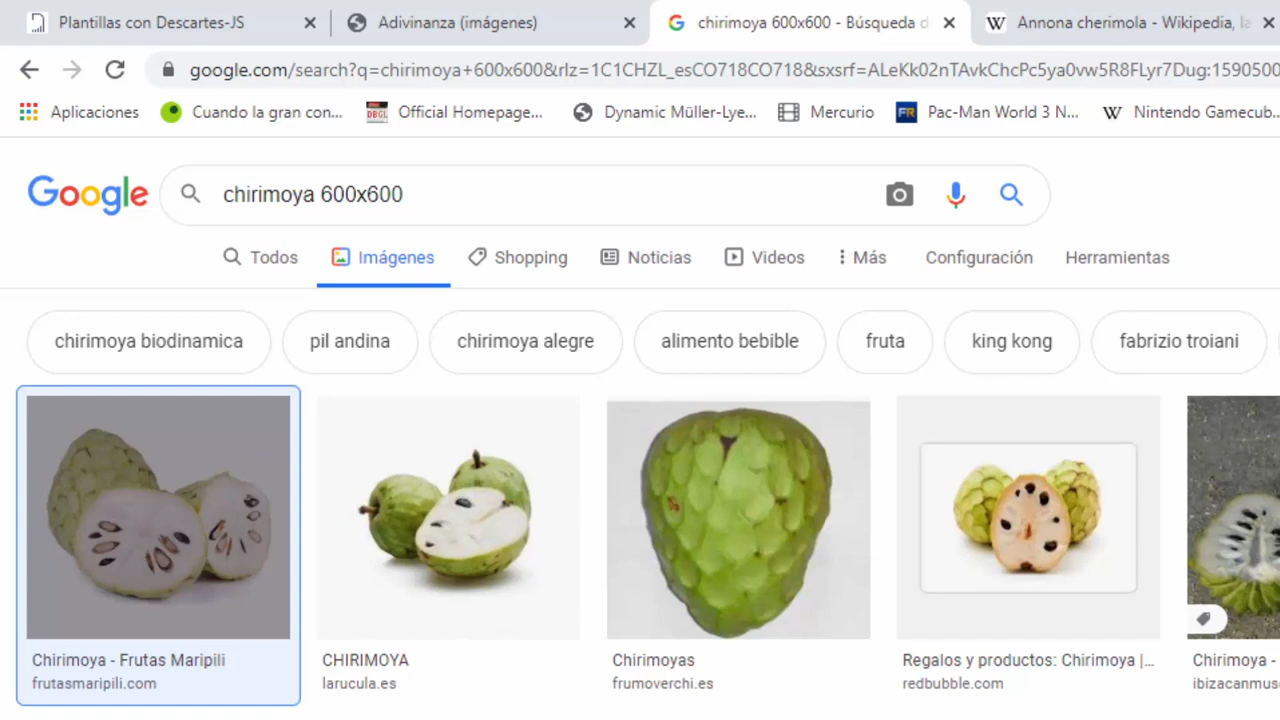 Plantillas con Descartes-JS
Adivinanza (imágenes)
chirimoya 600x600 - Búsqueda d
Annona cherimola - Wikipedia, la
google.com/search?q=chirimoya+600x600&rlz=1C1CHZL_esCO718CO718&sxsrf=ALeKk02nTAvkChcPc5ya0vw5R8FLyr7Dug:1590500
Aplicaciones
Cuando la gran con...
DBGL
Official Homepage...
Dynamic Müller-Lye...
Mercurio
FR
Pac-Man World 3 N...
Nintendo Gamecub...
Google
chirimoya 600x600
Todos
Imágenes
Shopping
Noticias
Videos
Más
Configuración
Herramientas
chirimoya biodinamica
pil andina
chirimoya alegre
alimento bebible
fruta
king kong
fabrizio troiani
Chirimoya - Frutas Maripili
frutasmaripili.com
CHIRIMOYA
larucula.es
Chirimoyas
frumoverchi.es
Regalos y productos: Chirimoya |...
redbubble.com
Chirimoya -
ibizacanmus